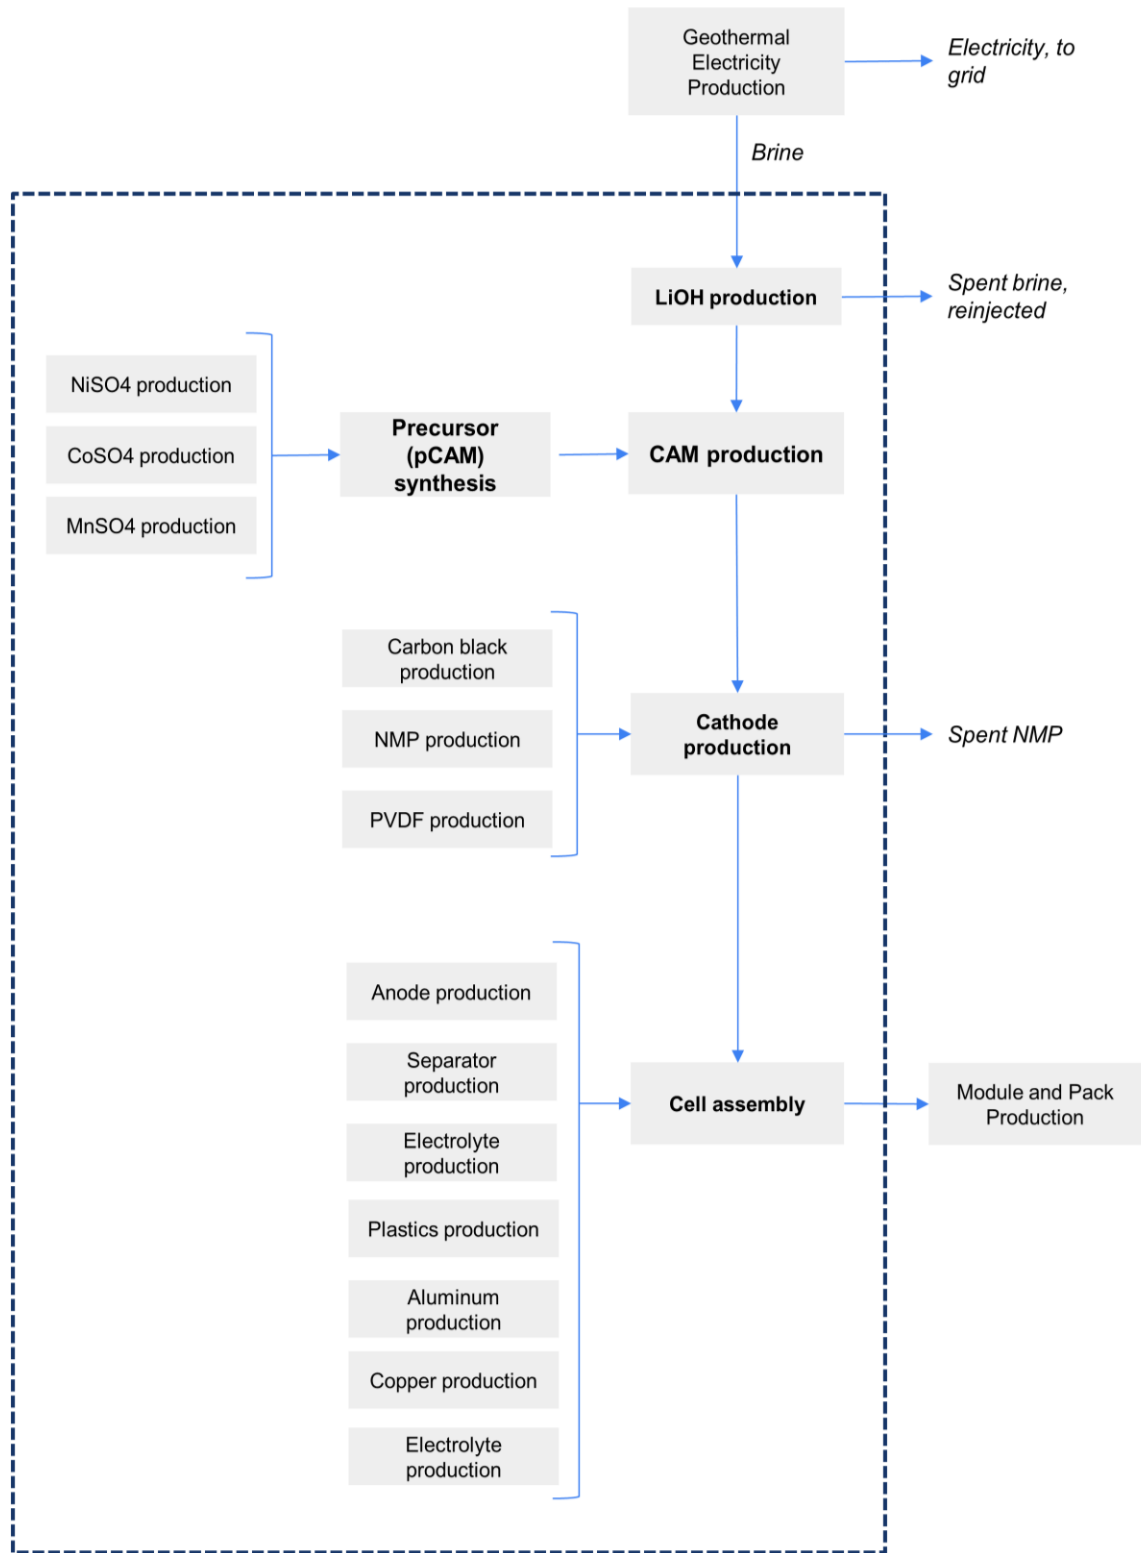 Geothermal
Electricity
Production
Electricity, to
grid
Brine
LiOH production
Spent brine,
reinjected
NiSO4 production
CoSO4 production
MnSO4 production
Precursor
(pCAM)
synthesis
CAM production
Carbon black
production
NMP production
PVDF production
Cathode
production
Spent NMP
Anode production
Separator
production
Electrolyte
production
Plastics production
Aluminum
production
Copper production
Electrolyte
production
Cell assembly
Module and Pack
Production